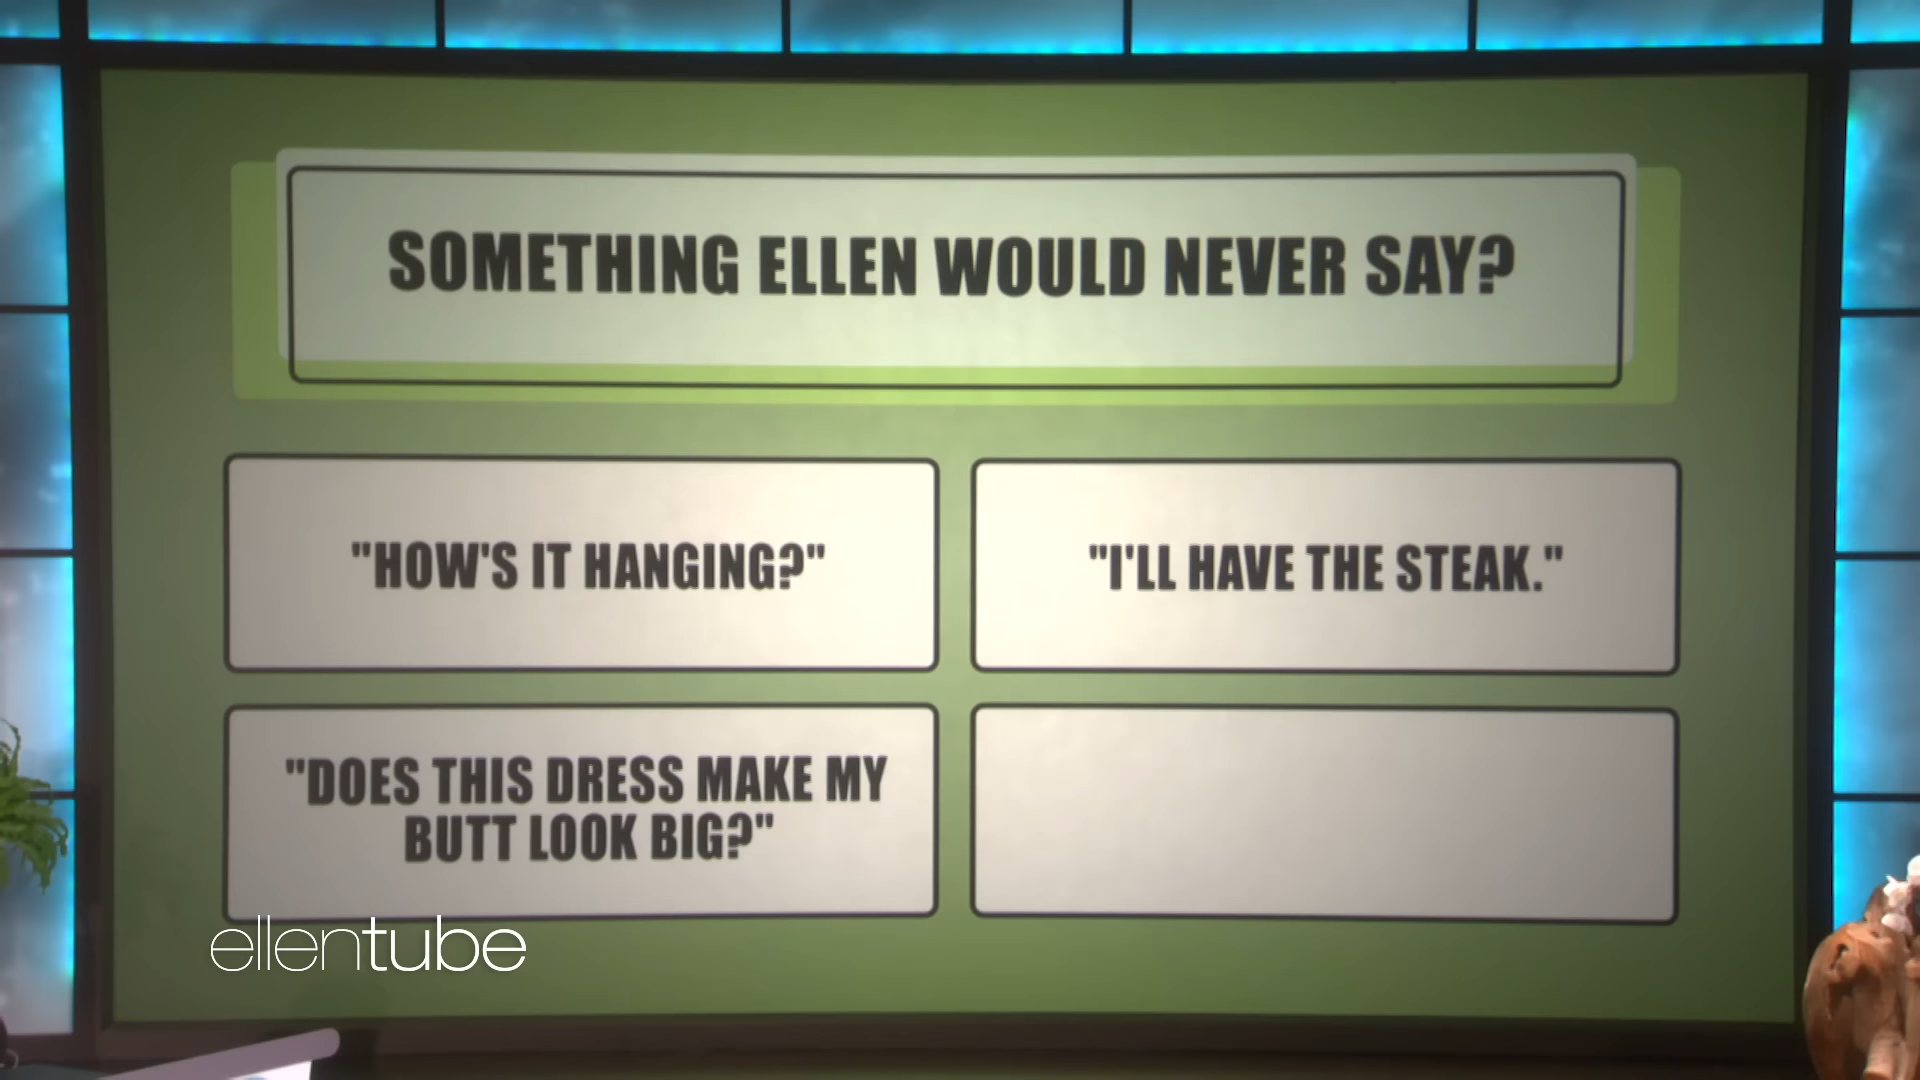 SOMETHING ELLEN WOULD NEVER SAY?
"HOW'S IT HANGING?"
"I'LL HAVE THE STEAK."
"DOES THIS DRESS MAKE MY
BUTT LOOK BIG?"
ellentube